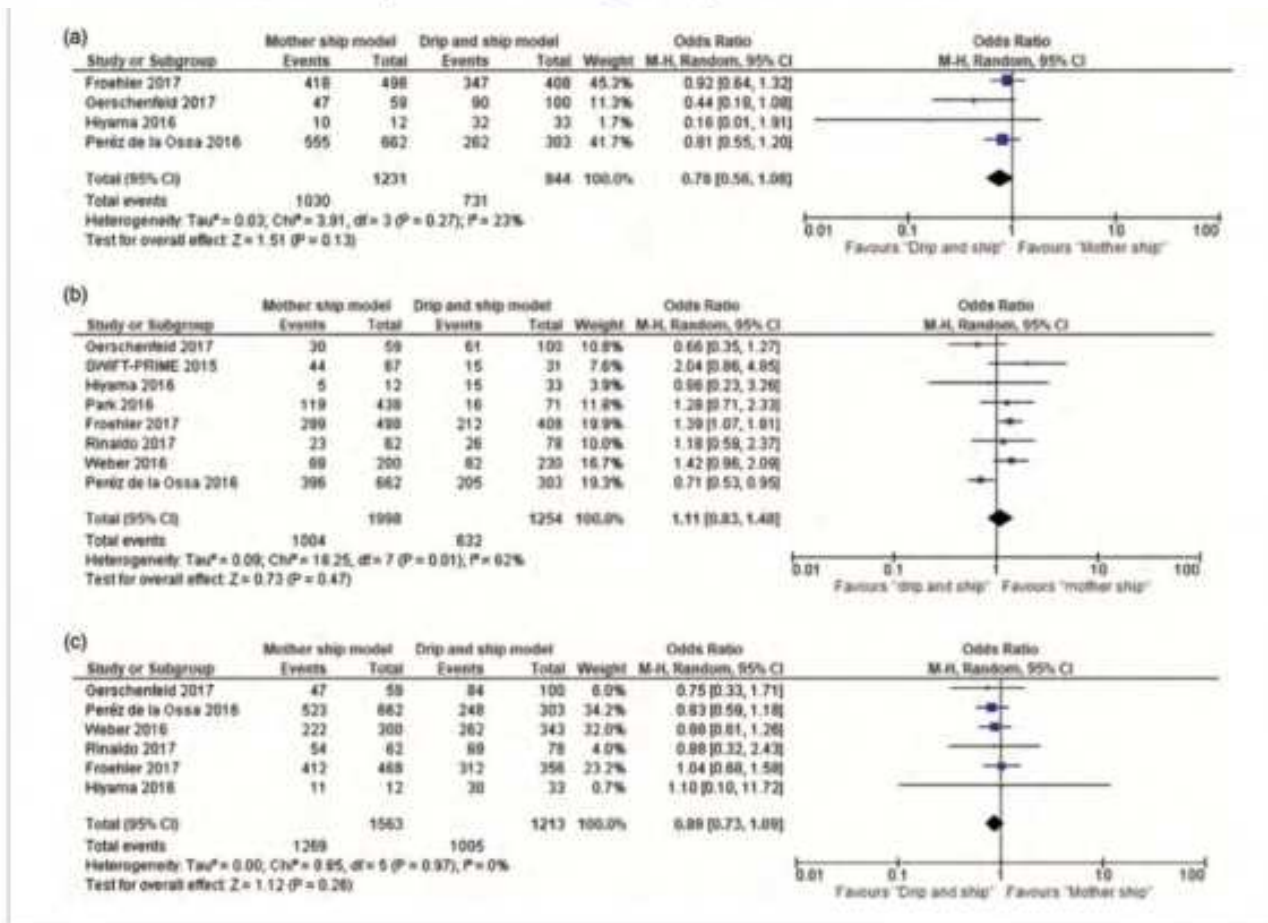 (a)
Mother ship model Drip and ship model Odds Ratio Odds Ratio
Study or Subgroup Events Total Events Total Weight M-H, Random, 95% CI M-H, Random, 95% CI
Froehler 2017 418 498 347 408 45.2% 0.92 [0.64, 1.32]
Gerschenfeld 2017 47 59 90 100 11.3% 0.44 [0.18, 1.08]
Hiyama 2016 10 12 32 33 1.7% 0.16 [0.01, 1.91]
Peréz de la Ossa 2016 555 662 262 303 41.7% 0.81 [0.55, 1.20]
Total (95% CI) 1231 844 100.0% 0.78 [0.56, 1.08]
Total events 1030 731
Heterogeneity: Tau² = 0.03; Chi² = 3.91, df = 3 (P = 0.27); I² = 23%
Test for overall effect: Z = 1.51 (P = 0.13)
0.01 0.1 1 10 100
Favours "Drip and ship" Favours "Mother ship"
(b)
Mother ship model Drip and ship model Odds Ratio Odds Ratio
Study or Subgroup Events Total Events Total Weight M-H, Random, 95% CI M-H, Random, 95% CI
Gerschenfeld 2017 30 59 61 100 10.8% 0.66 [0.35, 1.27]
SWIFT-PRIME 2015 44 67 15 31 7.6% 2.04 [0.86, 4.85]
Hiyama 2016 5 12 15 33 3.9% 0.86 [0.23, 3.26]
Park 2016 119 438 16 71 11.8% 1.28 [0.71, 2.33]
Froehler 2017 299 498 212 408 19.9% 1.39 [1.07, 1.81]
Rinaldo 2017 23 62 26 78 10.0% 1.18 [0.59, 2.37]
Weber 2016 88 200 82 230 16.7% 1.42 [0.96, 2.09]
Peréz de la Ossa 2016 396 662 205 303 19.3% 0.71 [0.53, 0.95]
Total (95% CI) 1998 1254 100.0% 1.11 [0.83, 1.48]
Total events 1004 632
Heterogeneity: Tau² = 0.09; Chi² = 18.25, df = 7 (P = 0.01); I² = 62%
Test for overall effect: Z = 0.73 (P = 0.47)
0.01 0.1 1 10 100
Favours "drip and ship" Favours "mother ship"
(c)
Mother ship model Drip and ship model Odds Ratio Odds Ratio
Study or Subgroup Events Total Events Total Weight M-H, Random, 95% CI M-H, Random, 95% CI
Gerschenfeld 2017 47 59 84 100 6.0% 0.75 [0.33, 1.71]
Peréz de la Ossa 2016 523 662 248 303 34.2% 0.83 [0.59, 1.18]
Weber 2016 222 300 262 343 32.0% 0.88 [0.61, 1.26]
Rinaldo 2017 54 62 69 78 4.0% 0.88 [0.32, 2.43]
Froehler 2017 412 468 312 356 23.2% 1.04 [0.68, 1.58]
Hiyama 2016 11 12 30 33 0.7% 1.10 [0.10, 11.72]
Total (95% CI) 1563 1213 100.0% 0.89 [0.73, 1.09]
Total events 1269 1005
Heterogeneity: Tau² = 0.00; Chi² = 0.85, df = 5 (P = 0.97); I² = 0%
Test for overall effect: Z = 1.12 (P = 0.26)
0.01 0.1 1 10 100
Favours "Drip and ship" Favours "Mother ship"